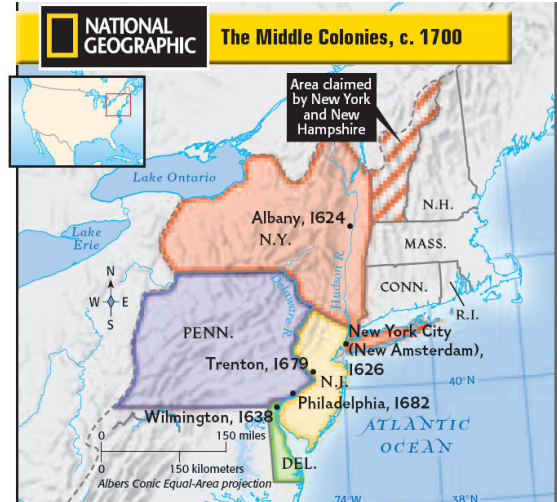 NATIONAL
GEOGRAPHIC
The Middle Colonies, c. 1700
Area claimed
by New York
and New
Hampshire
Lake Ontario
Lake
Erie
Albany, 1624
N.Y.
N.H.
MASS.
CONN.
R.I.
N
W E
S
Hudson R.
Delaware R.
PENN.
New York City
(New Amsterdam),
1626
Trenton, 1679
N.J.
40°N
Philadelphia, 1682
Wilmington, 1638
ATLANTIC
OCEAN
DEL.
0 150 miles
0 150 kilometers
Albers Conic Equal-Area projection
74°W
38°N